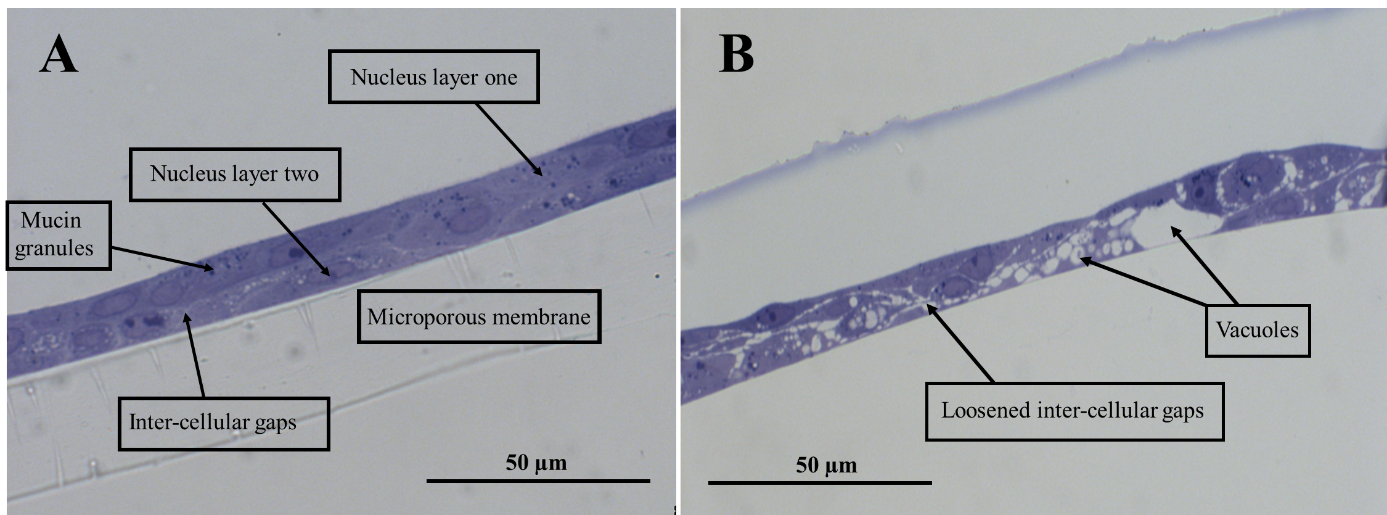 A
Nucleus layer one
Nucleus layer two
Mucin
granules
Microporous membrane
Inter-cellular gaps
50 µm
B
Vacuoles
Loosened inter-cellular gaps
50 µm